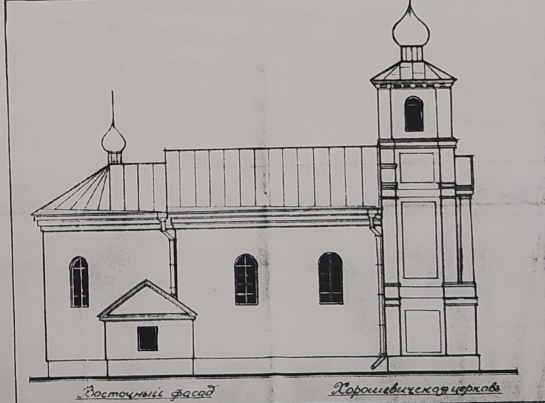 Восточный фасад
Хорошевичская церковь